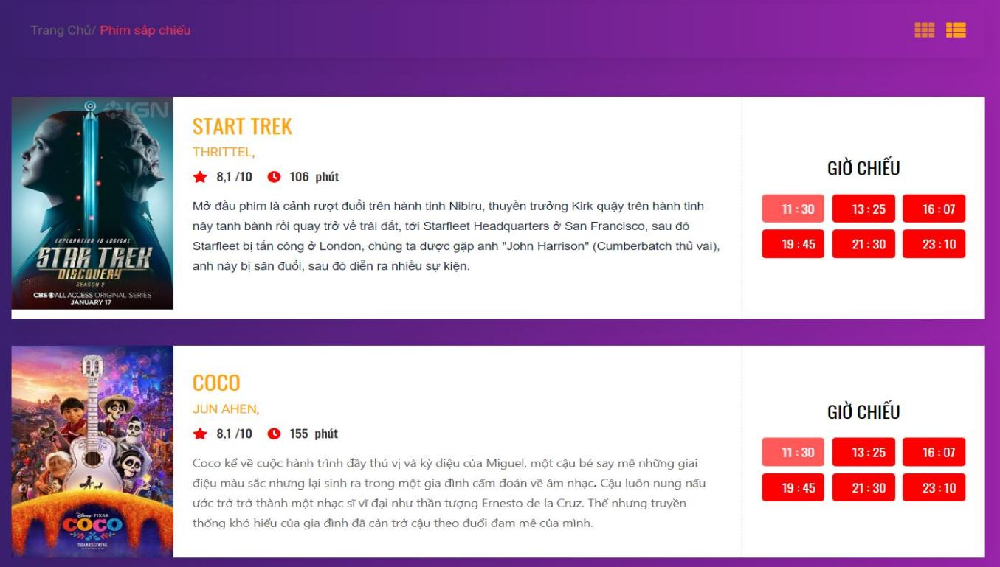 Trang Chủ/ Phim sắp chiếu
IGN
EXPLORATION IS LOGICAL
STAR TREK
DISCOVERY
SEASON 2
CBS ALL ACCESS ORIGINAL SERIES
JANUARY 17
START TREK
THRITTEL,
8,1 /10 106 phút
Mở đầu phim là cảnh rượt đuổi trên hành tinh Nibiru, thuyền trưởng Kirk quậy trên hành tinh
này tanh bành rồi quay trở về trái đất, tới Starfleet Headquarters ở San Francisco, sau đó
Starfleet bị tấn công ở London, chúng ta được gặp anh "John Harrison" (Cumberbatch thủ vai),
anh này bị săn đuổi, sau đó diễn ra nhiều sự kiện.
GIỜ CHIẾU
11 : 30 13 : 25 16 : 07
19 : 45 21 : 30 23 : 10
Disney PIXAR
COCO
THANKSGIVING
COCO
JUN AHEN,
8,1 /10 155 phút
Coco kể về cuộc hành trình đầy thú vị và kỳ diệu của Miguel, một cậu bé say mê những giai
điệu màu sắc nhưng lại sinh ra trong một gia đình cấm đoán về âm nhạc. Cậu luôn nung nấu
ước trở trở thành một nhạc sĩ vĩ đại như thần tượng Ernesto de la Cruz. Thế nhưng truyền
thống khó hiểu của gia đình đã cản trở cậu theo đuổi đam mê của mình.
GIỜ CHIẾU
11 : 30 13 : 25 16 : 07
19 : 45 21 : 30 23 : 10